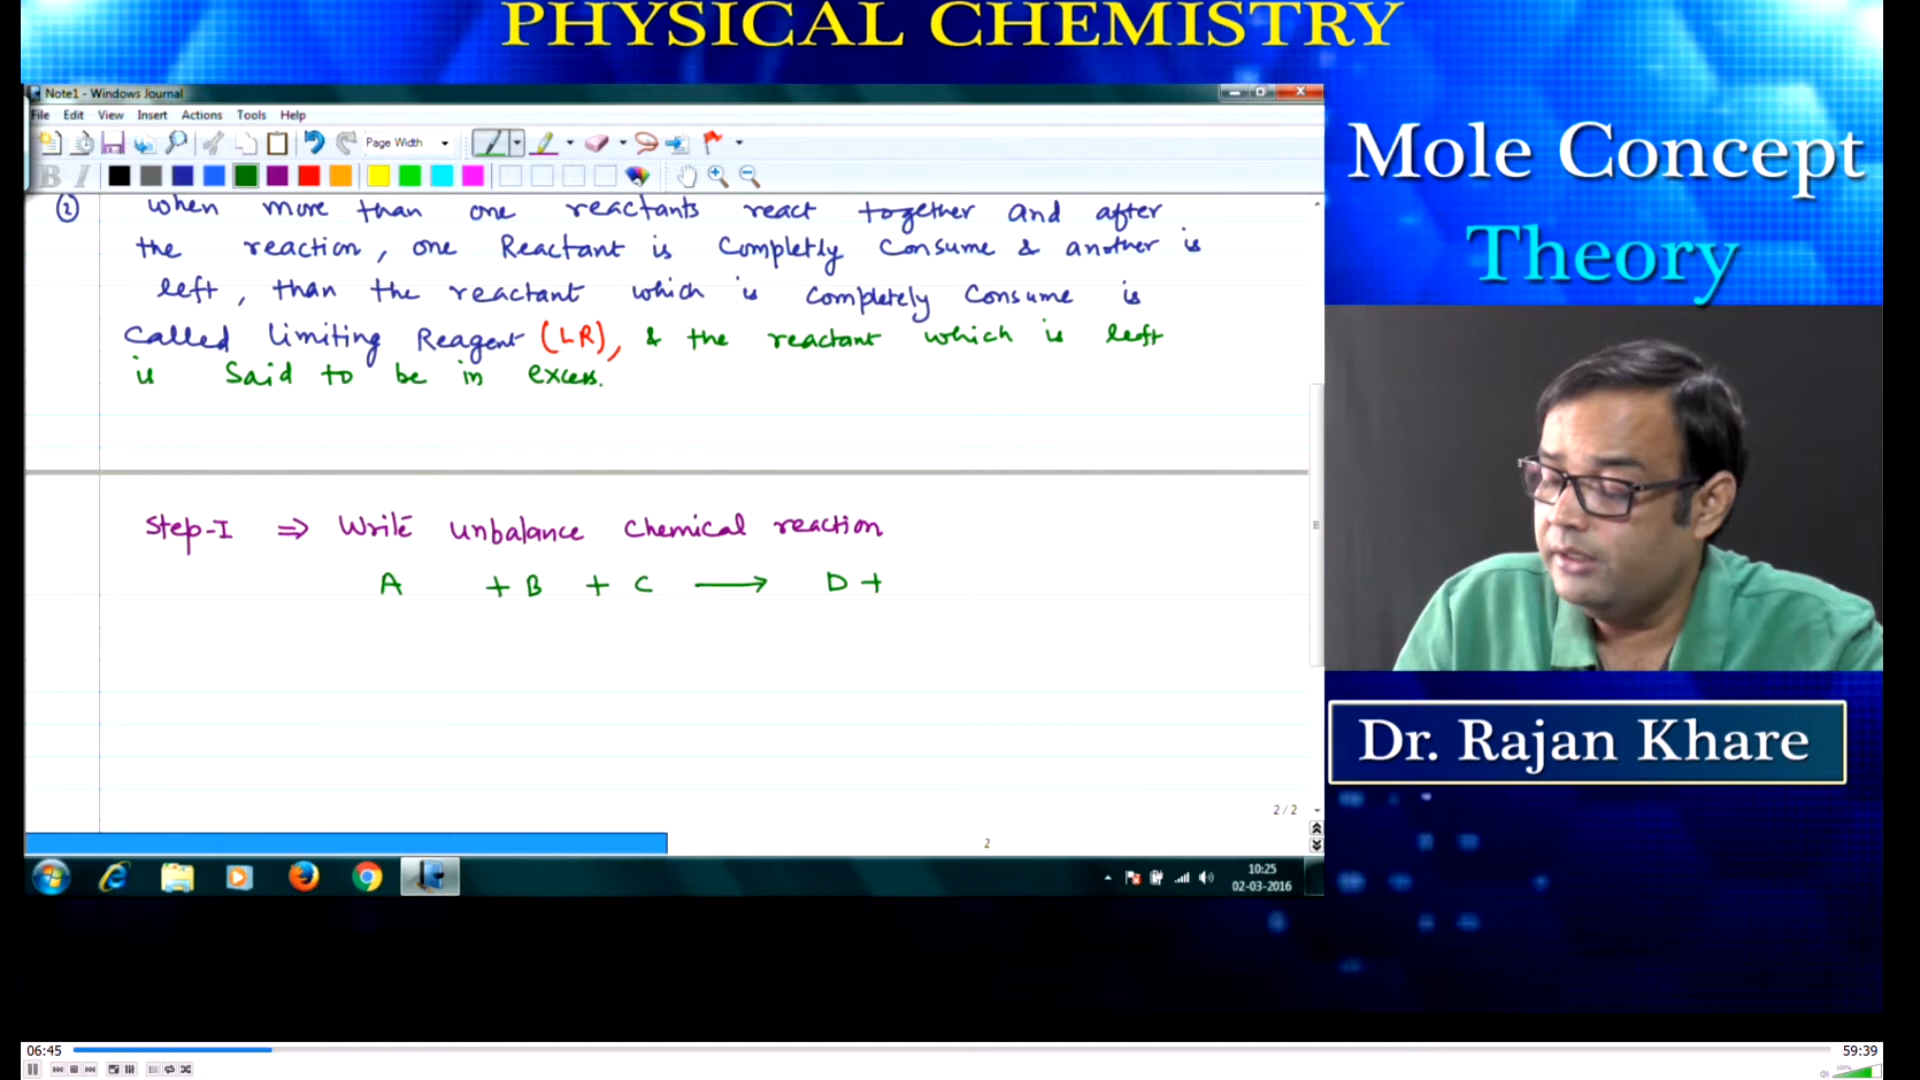 PHYSICAL CHEMISTRY
Mole Concept
Theory
Note1 - Windows Journal
File Edit View Insert Actions Tools Help
Page Width
B I
② when more than one reactants react together and after
the reaction, one Reactant is Completly Consume & another is
left, than the reactant which is completely Consume is
Called limiting Reagent (LR), & the reactant which is left
is Said to be in excess.
Step-I ⇒ Write unbalance Chemical reaction
A + B + C ⟶ D +
Dr. Rajan Khare
2 / 2
2
10:25
02-03-2016
06:45
59:39
100%